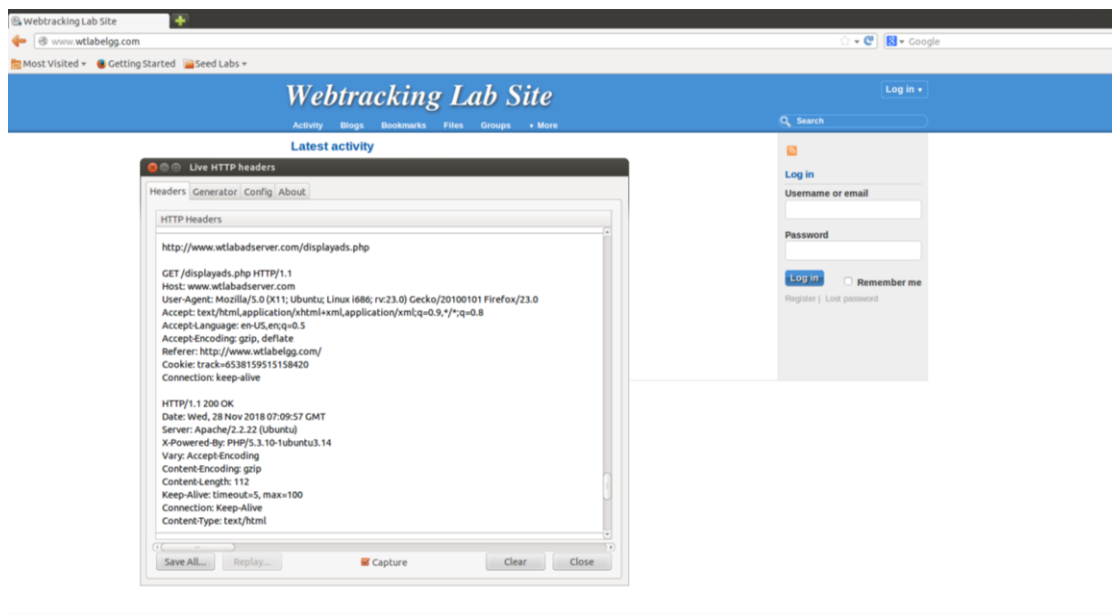 Webtracking Lab Site
www.wtlabelgg.com
Google
Most Visited
Getting Started
Seed Labs
Webtracking Lab Site
Log in
Activity Blogs Bookmarks Files Groups More
Search
Latest activity
Live HTTP headers
Headers Generator Config About
HTTP Headers
http://www.wtlabadserver.com/displayads.php
GET /displayads.php HTTP/1.1
Host: www.wtlabadserver.com
User-Agent: Mozilla/5.0 (X11; Ubuntu; Linux i686; rv:23.0) Gecko/20100101 Firefox/23.0
Accept: text/html,application/xhtml+xml,application/xml;q=0.9,*/*;q=0.8
Accept-Language: en-US,en;q=0.5
Accept-Encoding: gzip, deflate
Referer: http://www.wtlabelgg.com/
Cookie: track=6538159515158420
Connection: keep-alive
HTTP/1.1 200 OK
Date: Wed, 28 Nov 2018 07:09:57 GMT
Server: Apache/2.2.22 (Ubuntu)
X-Powered-By: PHP/5.3.10-1ubuntu3.14
Vary: Accept-Encoding
Content-Encoding: gzip
Content-Length: 112
Keep-Alive: timeout=5, max=100
Connection: Keep-Alive
Content-Type: text/html
Save All...
Replay...
Capture
Clear
Close
Log in
Username or email
Password
Log in
Remember me
Register | Lost password